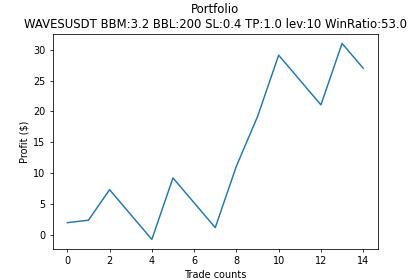 Portfolio
WAVESUSDT BBM:3.2 BBL:200 SL:0.4 TP:1.0 lev:10 WinRatio:53.0
30
25
20
15
10
5
0
Profit ($)
0 2 4 6 8 10 12 14
Trade counts